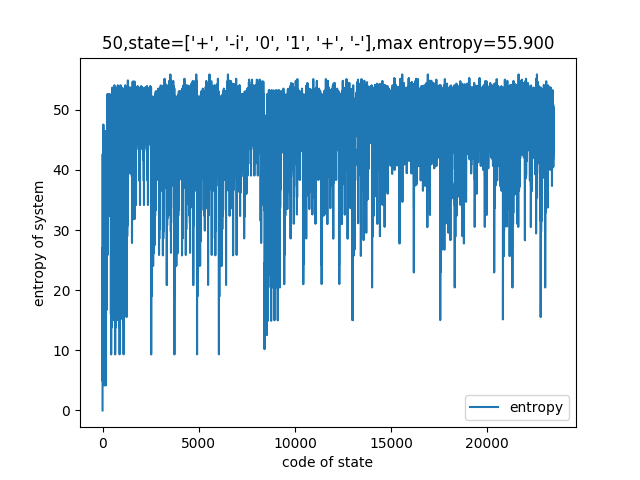 50,state=['+', '-i', '0', '1', '+', '-'],max entropy=55.900
50
40
30
20
10
0
entropy of system
entropy
0 5000 10000 15000 20000
code of state